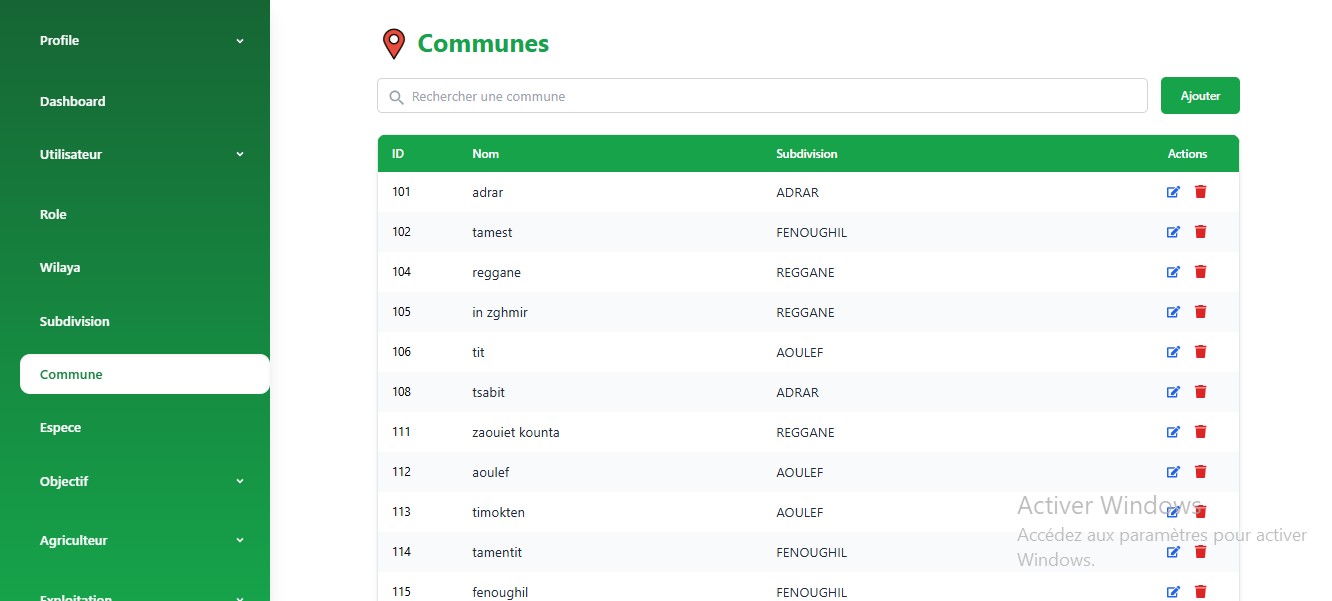 Profile
Dashboard
Utilisateur
Role
Wilaya
Subdivision
Commune
Espece
Objectif
Agriculteur
Exploitation
Communes
Rechercher une commune
Ajouter
ID Nom Subdivision Actions
101 adrar ADRAR
102 tamest FENOUGHIL
104 reggane REGGANE
105 in zghmir REGGANE
106 tit AOULEF
108 tsabit ADRAR
111 zaouiet kounta REGGANE
112 aoulef AOULEF
113 timokten AOULEF
114 tamentit FENOUGHIL
115 fenoughil FENOUGHIL
Activer Windows
Accédez aux paramètres pour activer
Windows.